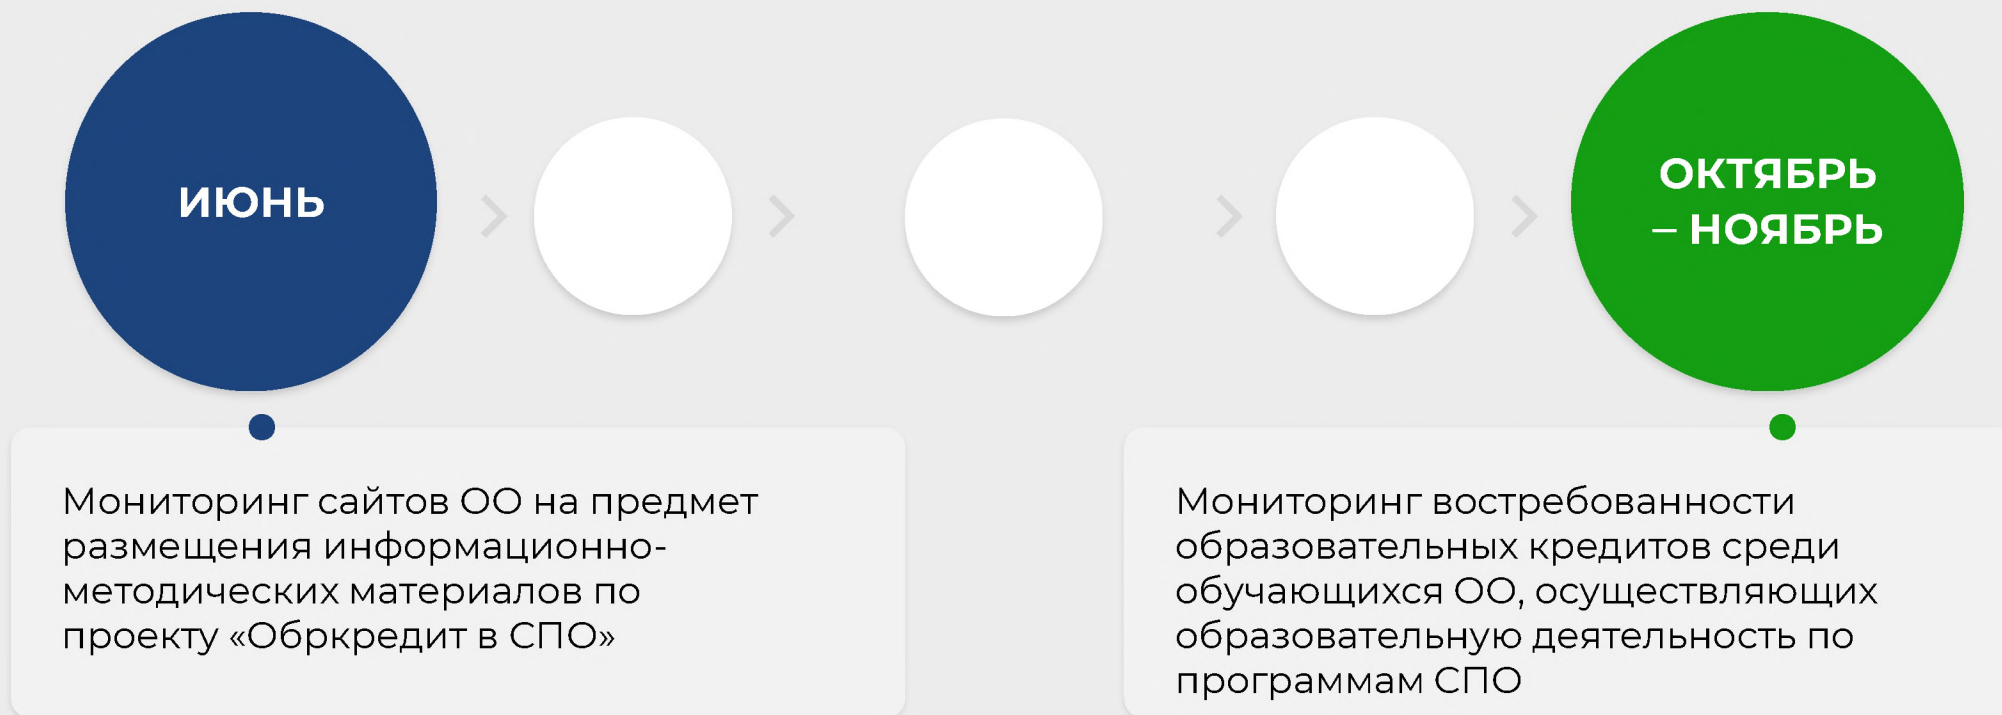 ИЮНЬ
ОКТЯБРЬ
– НОЯБРЬ
Мониторинг сайтов ОО на предмет
размещения информационно-
методических материалов по
проекту «Обркредит в СПО»
Мониторинг востребованности
образовательных кредитов среди
обучающихся ОО, осуществляющих
образовательную деятельность по
программам СПО